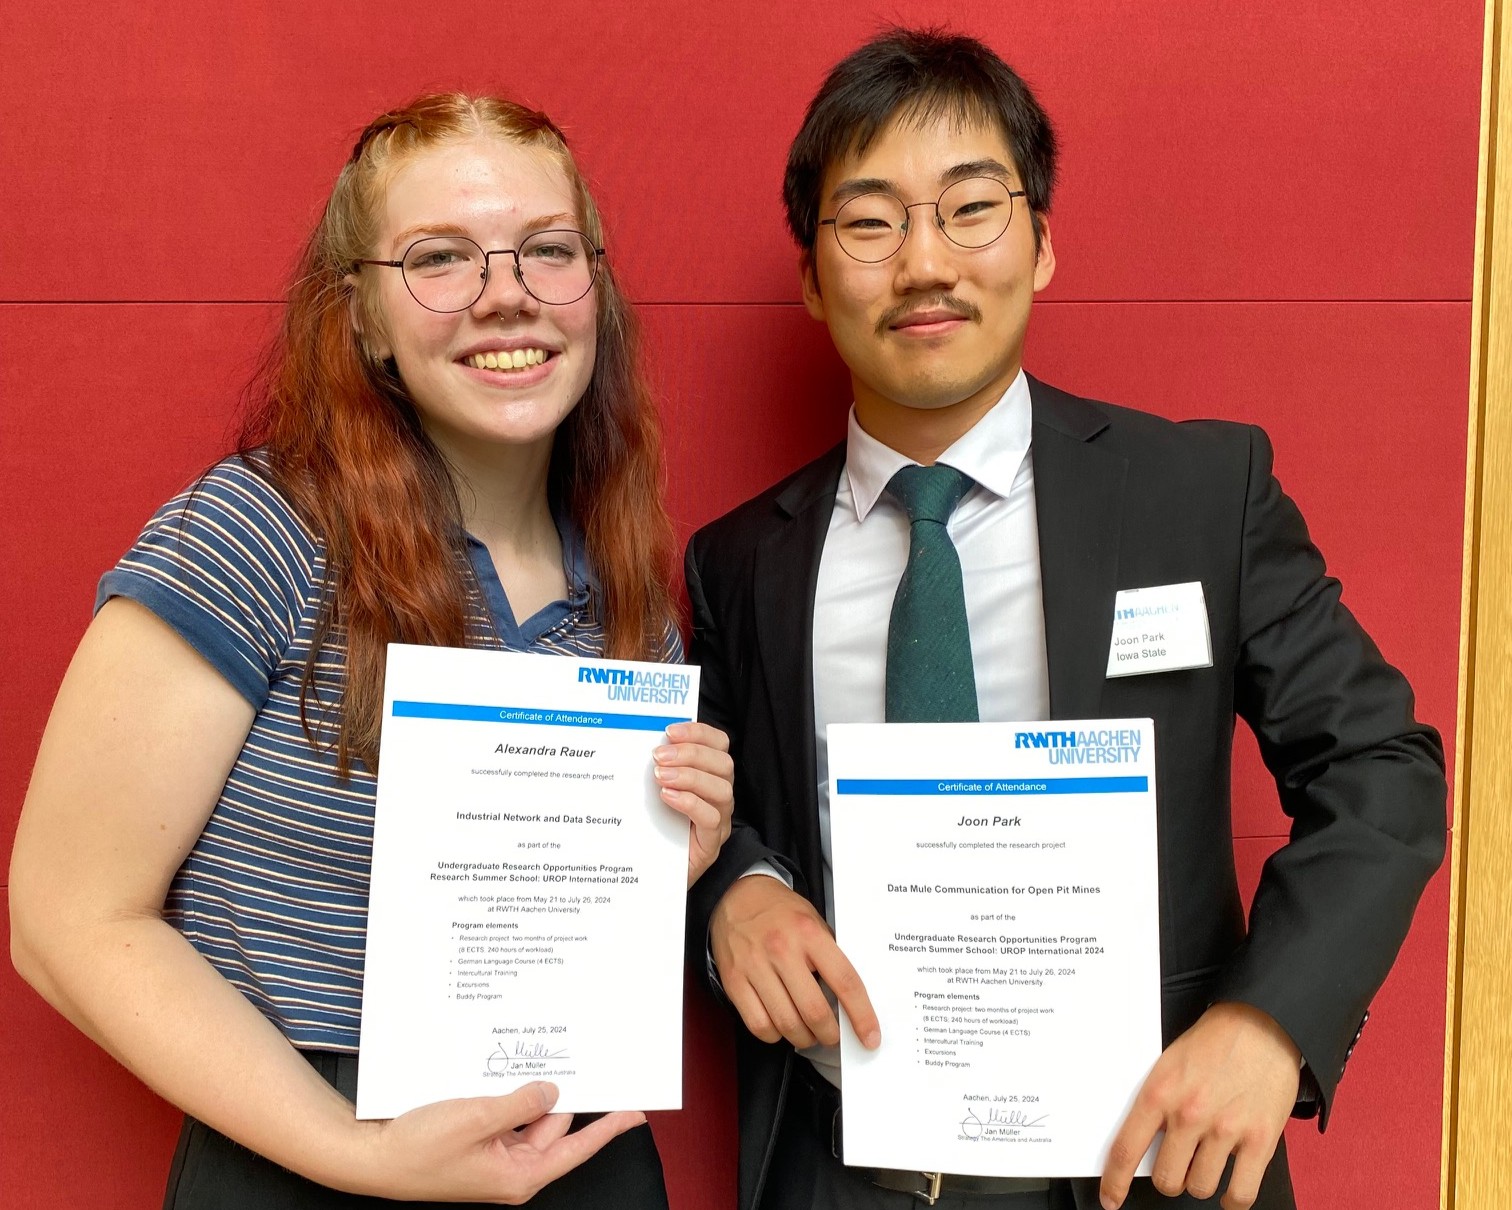 RWTHAACHEN
UNIVERSITY
Certificate of Attendance
Alexandra Rauer
successfully completed the research project
Industrial Network and Data Security
as part of the
Undergraduate Research Opportunities Program
Research Summer School: UROP International 2024
which took place from May 21 to July 26, 2024
at RWTH Aachen University
Program elements
• Research project: two months of project work
(8 ECTS; 240 hours of workload)
• German Language Course (4 ECTS)
• Intercultural Training
• Excursions
• Buddy Program
Aachen, July 25, 2024
Müller
Jan Müller
Strategy The Americas and Australia
THAACHEN
Joon Park
Iowa State
RWTHAACHEN
UNIVERSITY
Certificate of Attendance
Joon Park
successfully completed the research project
Data Mule Communication for Open Pit Mines
as part of the
Undergraduate Research Opportunities Program
Research Summer School: UROP International 2024
which took place from May 21 to July 26, 2024
at RWTH Aachen University
Program elements
• Research project: two months of project work
(8 ECTS; 240 hours of workload)
• German Language Course (4 ECTS)
• Intercultural Training
• Excursions
• Buddy Program
Aachen, July 25, 2024
Müller
Jan Müller
Strategy The Americas and Australia